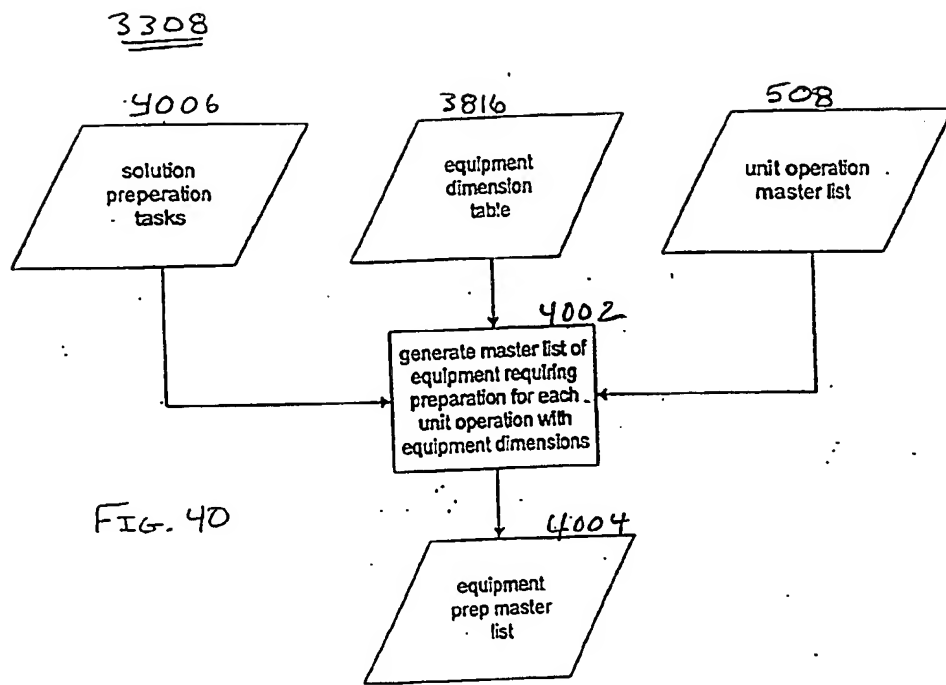 3308
4006
3816
508
solution
preperation
tasks
equipment
dimension
table
unit operation
master list
4002
generate master list of
equipment requiring
preparation for each
unit operation with
equipment dimensions
FIG. 40
4004
equipment
prep master
list